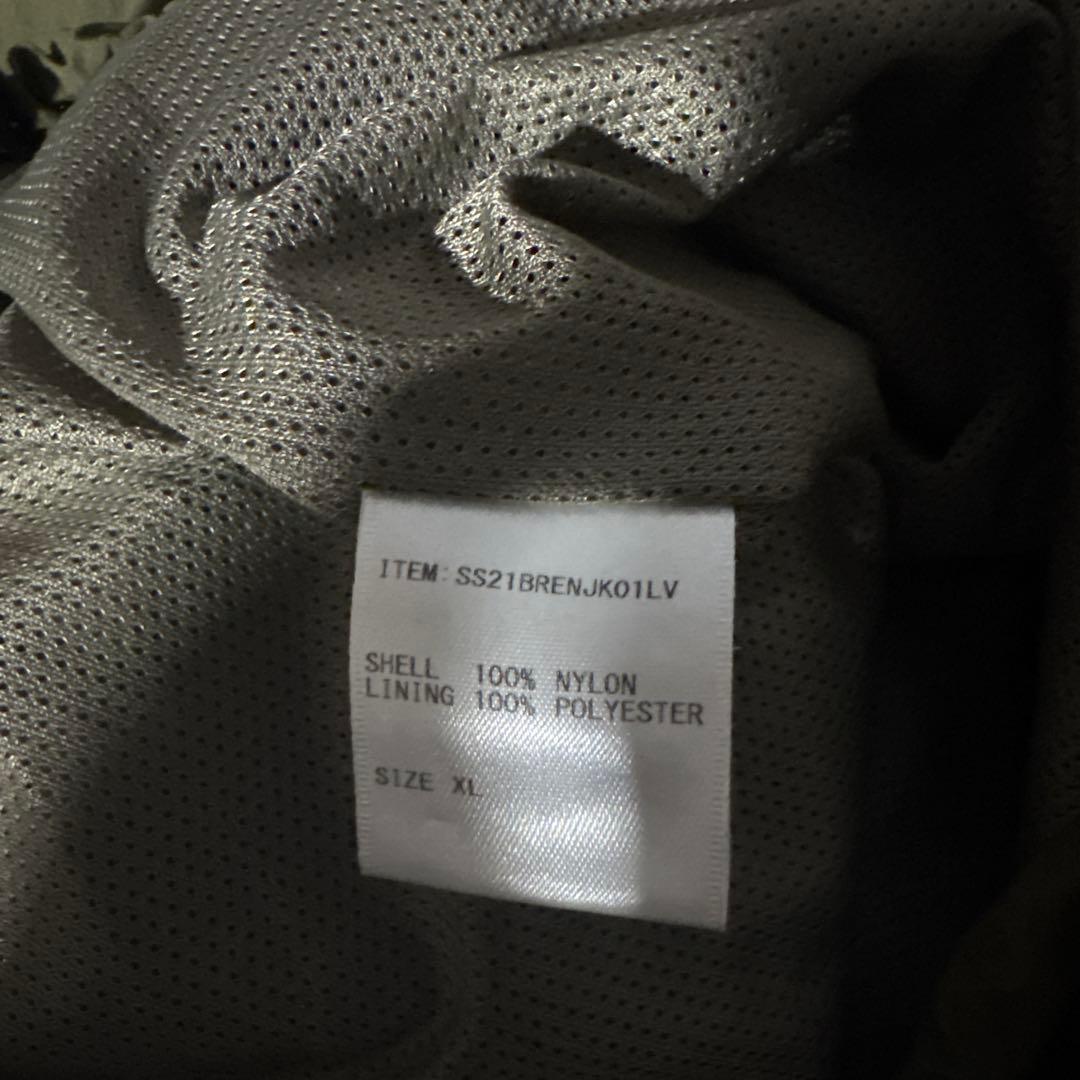 ITEM: SS21BRENJK01LV
SHELL 100% NYLON
LINING 100% POLYESTER
SIZE XL